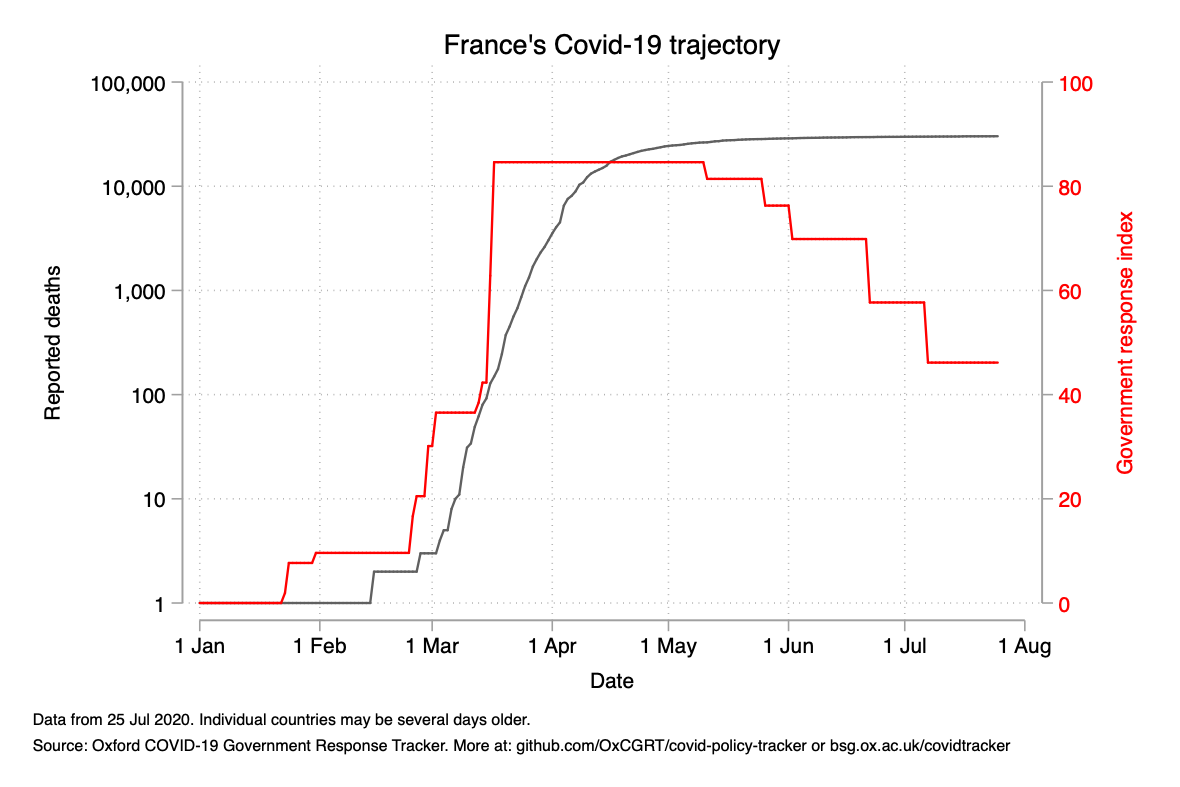 France's Covid-19 trajectory
100,000
10,000
1,000
100
10
1
Reported deaths
100
80
60
40
20
0
Government response index
1 Jan
1 Feb
1 Mar
1 Apr
1 May
1 Jun
1 Jul
1 Aug
Date
Data from 25 Jul 2020. Individual countries may be several days older.
Source: Oxford COVID-19 Government Response Tracker. More at: github.com/OxCGRT/covid-policy-tracker or bsg.ox.ac.uk/covidtracker